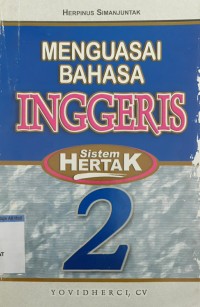 HERPINUS SIMANJUNTAK
MENGUASAI
BAHASA
INGGERIS
Sistem
HERTAK
2
YOVIDHERCI, CV